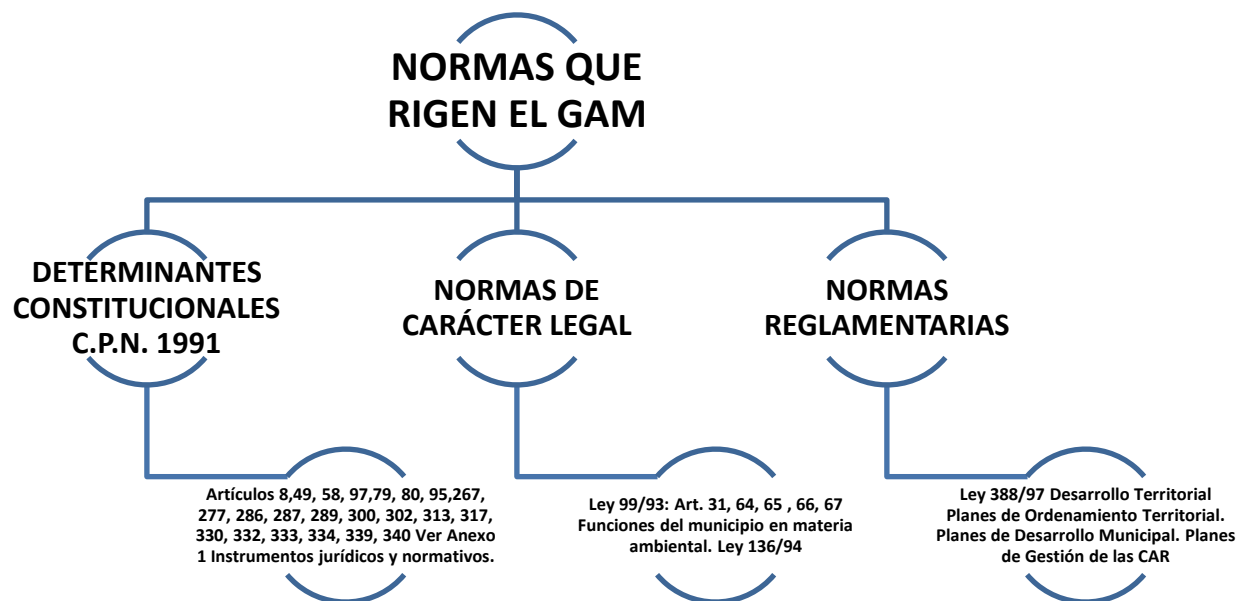 NORMAS QUE
RIGEN EL GAM
DETERMINANTES
CONSTITUCIONALES
C.P.N. 1991
NORMAS DE
CARÁCTER LEGAL
NORMAS
REGLAMENTARIAS
Artículos 8,49, 58, 97,79, 80, 95,267,
277, 286, 287, 289, 300, 302, 313, 317,
330, 332, 333, 334, 339, 340 Ver Anexo
1 Instrumentos jurídicos y normativos.
Ley 99/93: Art. 31, 64, 65 , 66, 67
Funciones del municipio en materia
ambiental. Ley 136/94
Ley 388/97 Desarrollo Territorial
Planes de Ordenamiento Territorial.
Planes de Desarrollo Municipal. Planes
de Gestión de las CAR